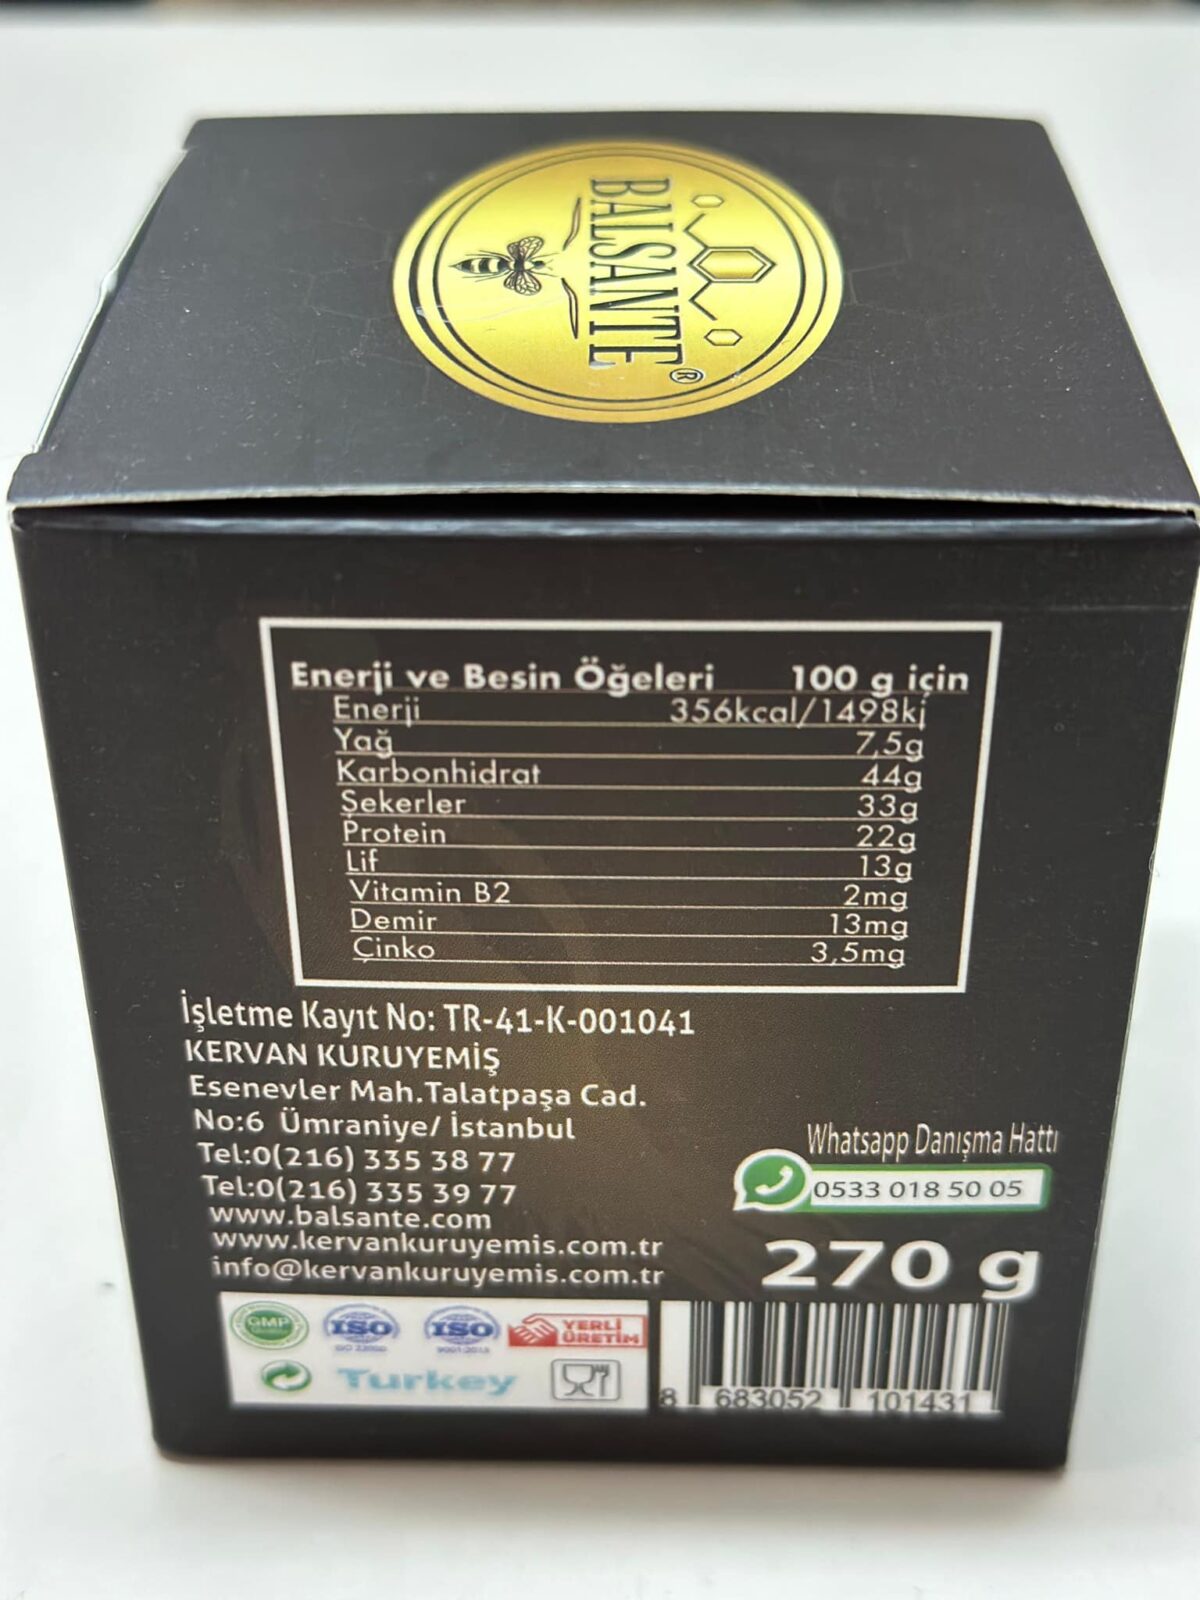 BALSANTE®
Enerji ve Besin Öğeleri 100 g için
Enerji 356kcal/1498kj
Yağ 7,5g
Karbonhidrat 44g
Şekerler 33g
Protein 22g
Lif 13g
Vitamin B2 2mg
Demir 13mg
Çinko 3,5mg
İşletme Kayıt No: TR-41-K-001041
KERVAN KURUYEMİŞ
Esenevler Mah.Talatpaşa Cad.
No:6 Ümraniye/ İstanbul
Tel:0(216) 335 38 77
Tel:0(216) 335 39 77
www.balsante.com
www.kervankuruyemis.com.tr
info@kervankuruyemis.com.tr
Whatsapp Danışma Hattı
0533 018 50 05
270 g
GMP
ISO
ISO 22000
ISO
YERLİ
ÜRETİM
Turkey
8 683052 101431